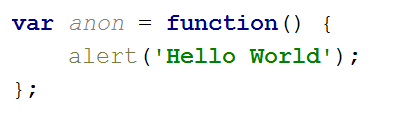 var anon = function() {
    alert('Hello World');
};